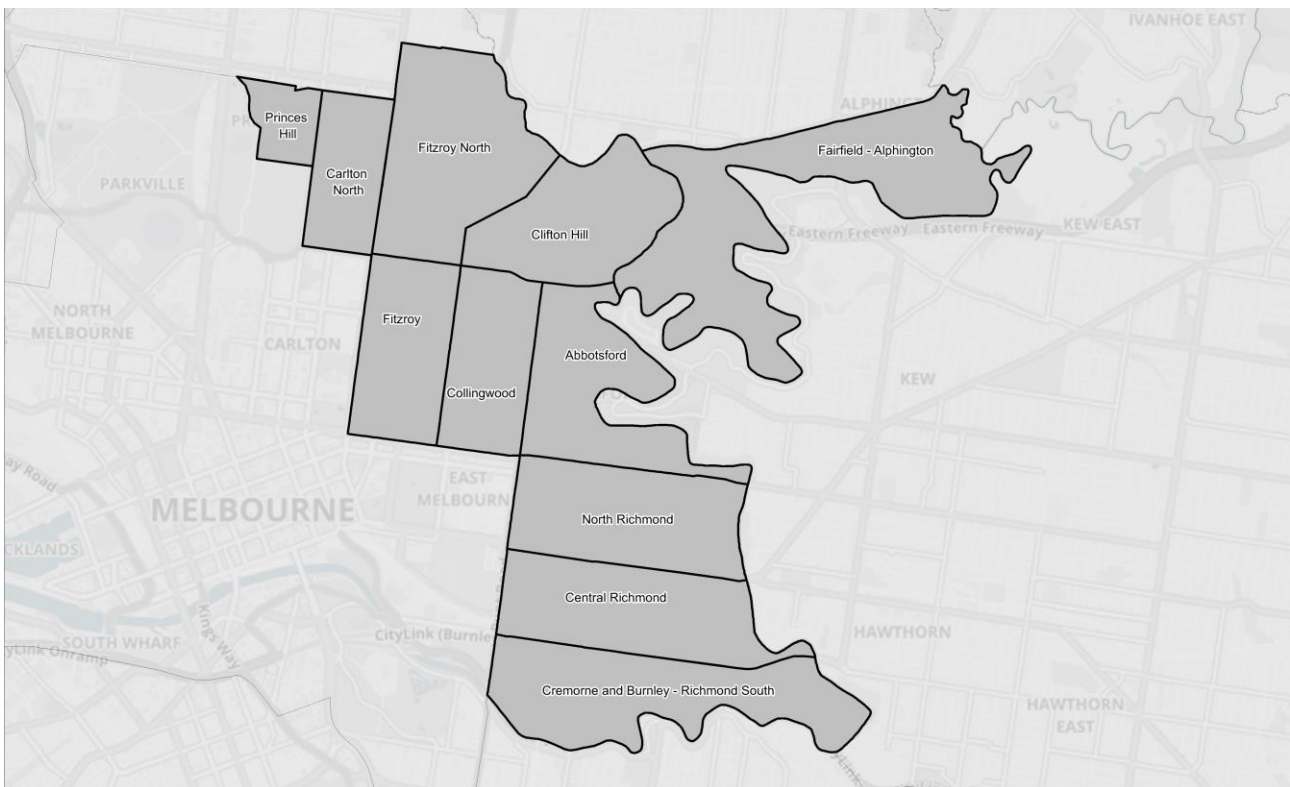 IVANHOE EAST
Princes
Hill
Fitzroy North
Fairfield - Alphington
Carlton
North
PARKVILLE
Clifton Hill
Eastern Freeway
Eastern Freeway
KEW EAST
NORTH
MELBOURNE
CARLTON
Fitzroy
Abbotsford
KEW
Collingwood
EAST
MELBOURN
MELBOURNE
North Richmond
CKLANDS
Central Richmond
Kings Way
SOUTH WHARF
CityLink (Burnle
HAWTHORN
yLink Onramp
Cremorne and Burnley - Richmond South
HAWTHORN
EAST